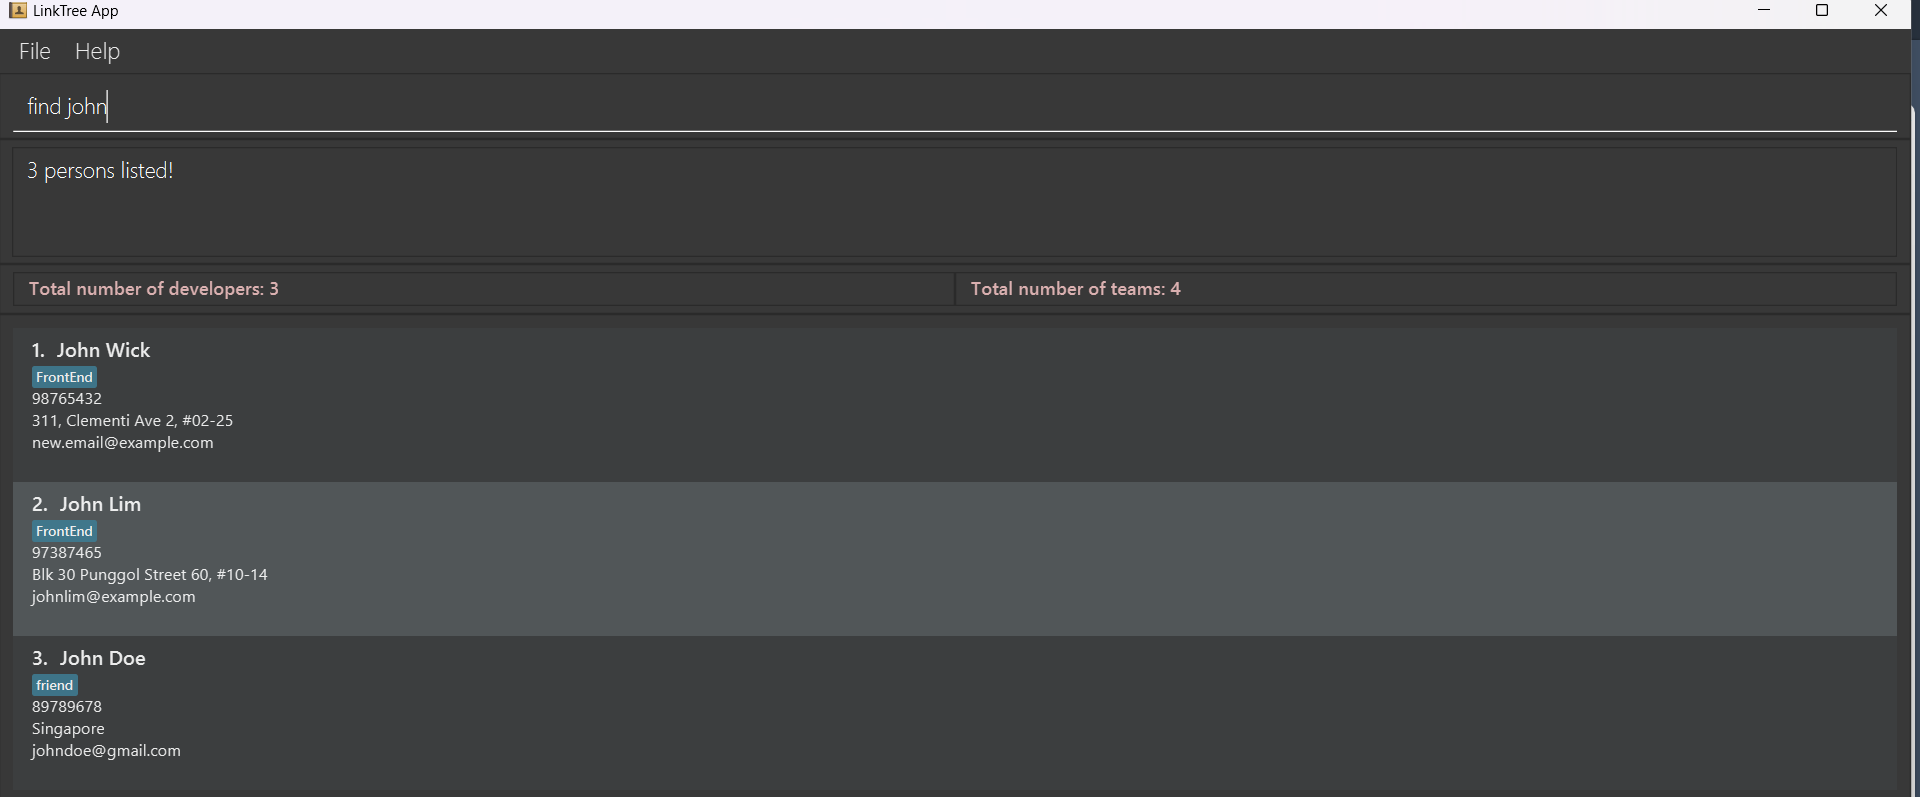 LinkTree App
File Help
find john
3 persons listed!
Total number of developers: 3 Total number of teams: 4
1. John Wick
FrontEnd
98765432
311, Clementi Ave 2, #02-25
new.email@example.com
2. John Lim
FrontEnd
97387465
Blk 30 Punggol Street 60, #10-14
johnlim@example.com
3. John Doe
friend
89789678
Singapore
johndoe@gmail.com